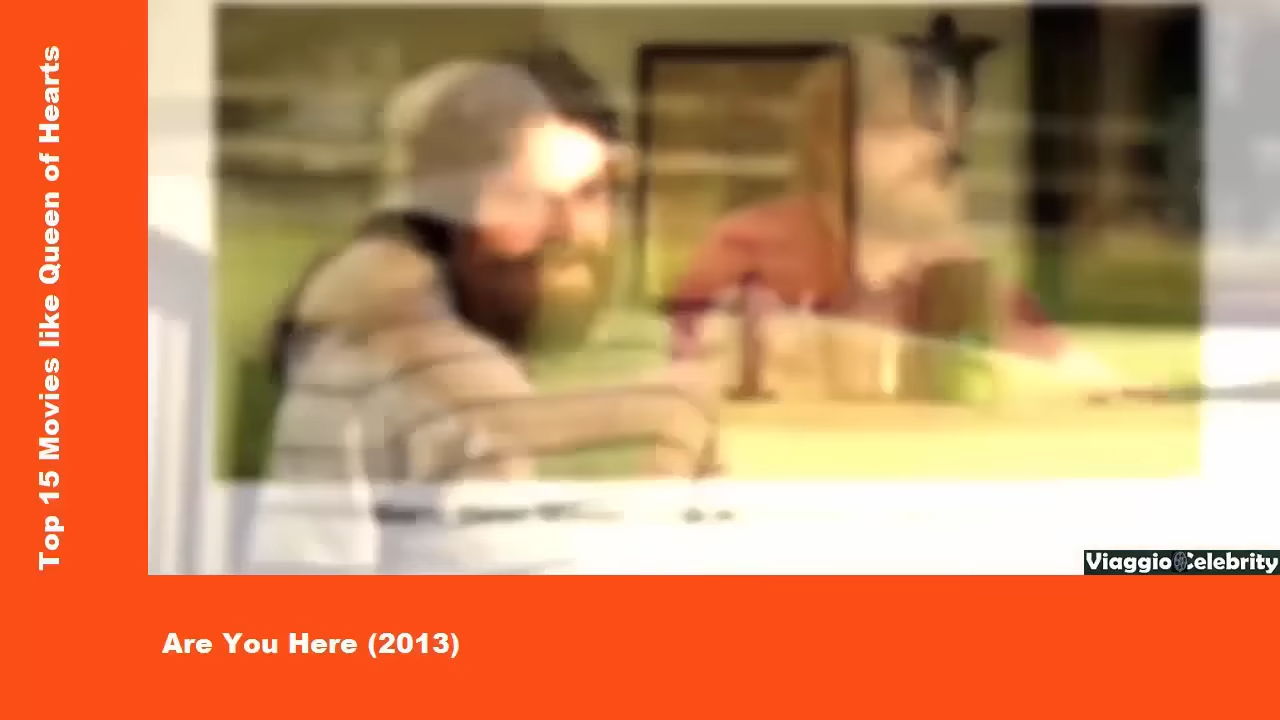 Top 15 Movies like Queen of Hearts
Viaggio Celebrity
Are You Here (2013)